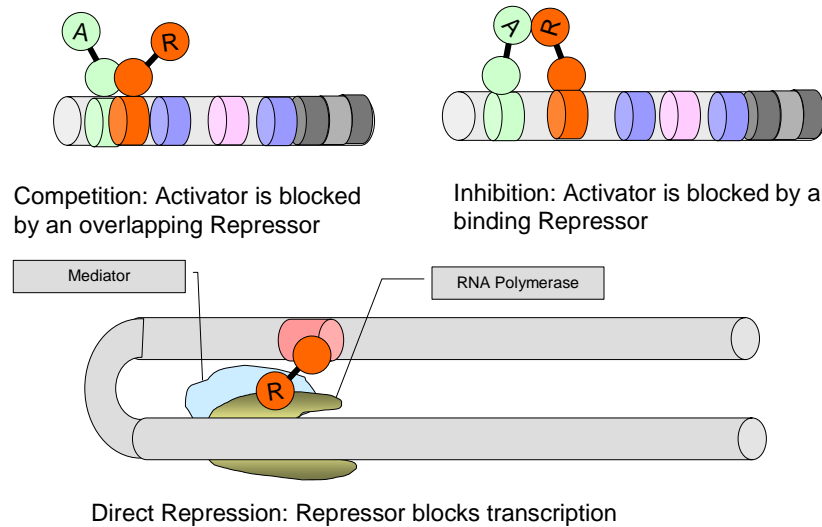 A
R
A
R
Competition: Activator is blocked
by an overlapping Repressor
Inhibition: Activator is blocked by a
binding Repressor
Mediator
RNA Polymerase
R
Direct Repression: Repressor blocks transcription